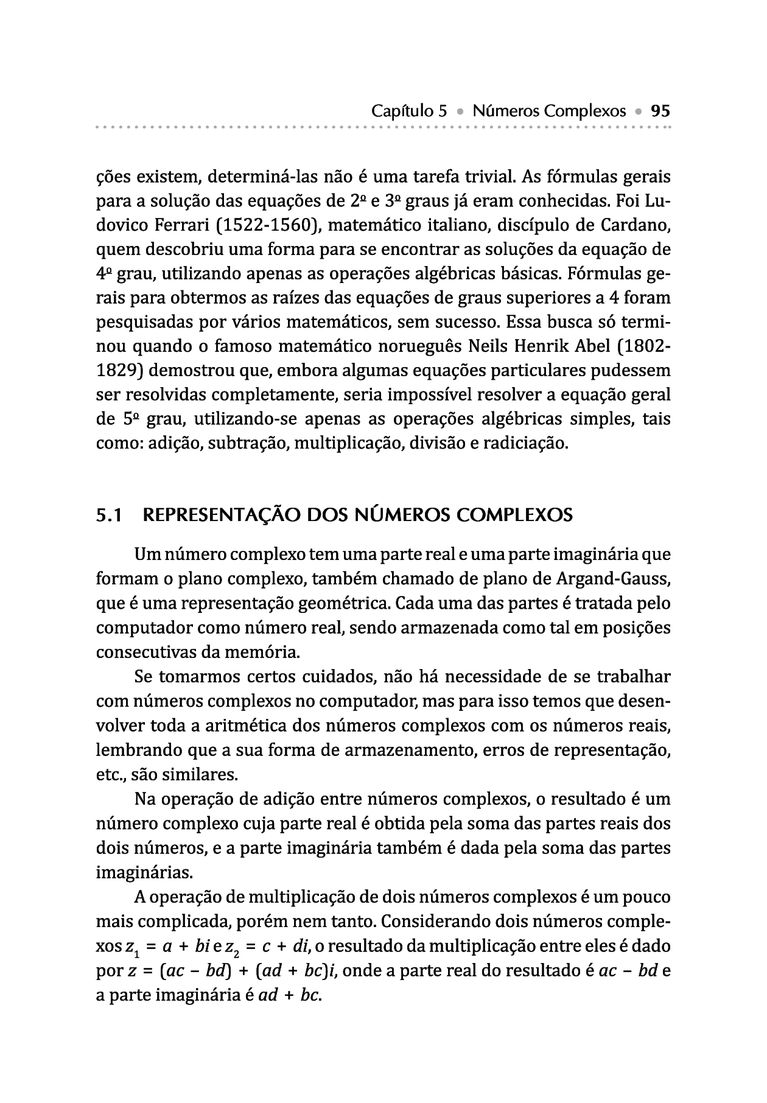 Capítulo 5 • Números Complexos • 95
ções existem, determiná-las não é uma tarefa trivial. As fórmulas gerais
para a solução das equações de 2º e 3º graus já eram conhecidas. Foi Lu-
dovico Ferrari (1522-1560), matemático italiano, discípulo de Cardano,
quem descobriu uma forma para se encontrar as soluções da equação de
4º grau, utilizando apenas as operações algébricas básicas. Fórmulas ge-
rais para obtermos as raízes das equações de graus superiores a 4 foram
pesquisadas por vários matemáticos, sem sucesso. Essa busca só termi-
nou quando o famoso matemático norueguês Neils Henrik Abel (1802-
1829) demostrou que, embora algumas equações particulares pudessem
ser resolvidas completamente, seria impossível resolver a equação geral
de 5º grau, utilizando-se apenas as operações algébricas simples, tais
como: adição, subtração, multiplicação, divisão e radiciação.
5.1 REPRESENTAÇÃO DOS NÚMEROS COMPLEXOS
Um número complexo tem uma parte real e uma parte imaginária que
formam o plano complexo, também chamado de plano de Argand-Gauss,
que é uma representação geométrica. Cada uma das partes é tratada pelo
computador como número real, sendo armazenada como tal em posições
consecutivas da memória.
Se tomarmos certos cuidados, não há necessidade de se trabalhar
com números complexos no computador, mas para isso temos que desen-
volver toda a aritmética dos números complexos com os números reais,
lembrando que a sua forma de armazenamento, erros de representação,
etc., são similares.
Na operação de adição entre números complexos, o resultado é um
número complexo cuja parte real é obtida pela soma das partes reais dos
dois números, e a parte imaginária também é dada pela soma das partes
imaginárias.
A operação de multiplicação de dois números complexos é um pouco
mais complicada, porém nem tanto. Considerando dois números comple-
xos z₁ = a + bi e z₂ = c + di, o resultado da multiplicação entre eles é dado
por z = (ac – bd) + (ad + bc)i, onde a parte real do resultado é ac – bd e
a parte imaginária é ad + bc.